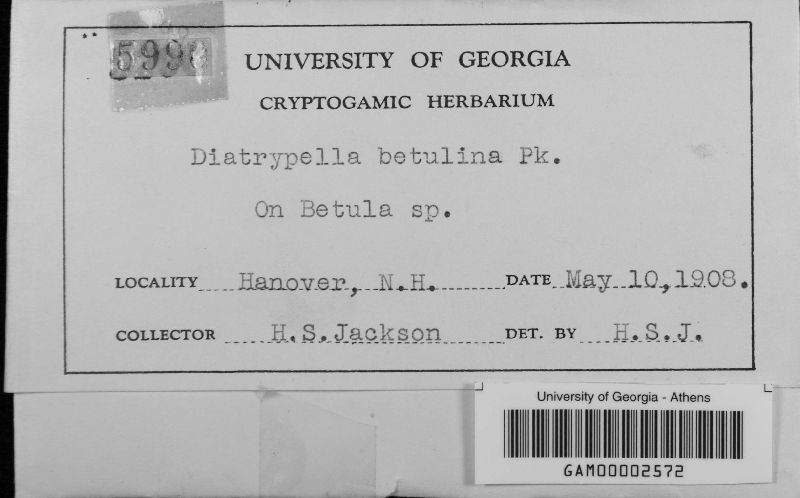 UNIVERSITY OF GEORGIA
CRYPTOGAMIC HERBARIUM
Diatrypella betulina Pk.
On Betula sp.
LOCALITY Hanover, N.H. DATE May 10, 1908.
COLLECTOR H.S.Jackson DET. BY H.S.J.
University of Georgia - Athens
GAM00002572